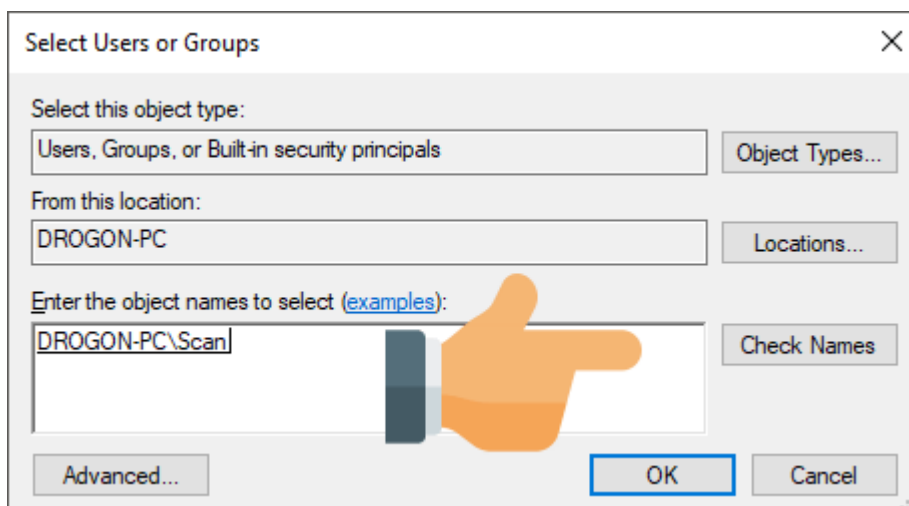 Select Users or Groups
Select this object type:
Users, Groups, or Built-in security principals
Object Types...
From this location:
DROGON-PC
Locations...
Enter the object names to select (examples):
DROGON-PC\Scan
Check Names
Advanced...
OK
Cancel